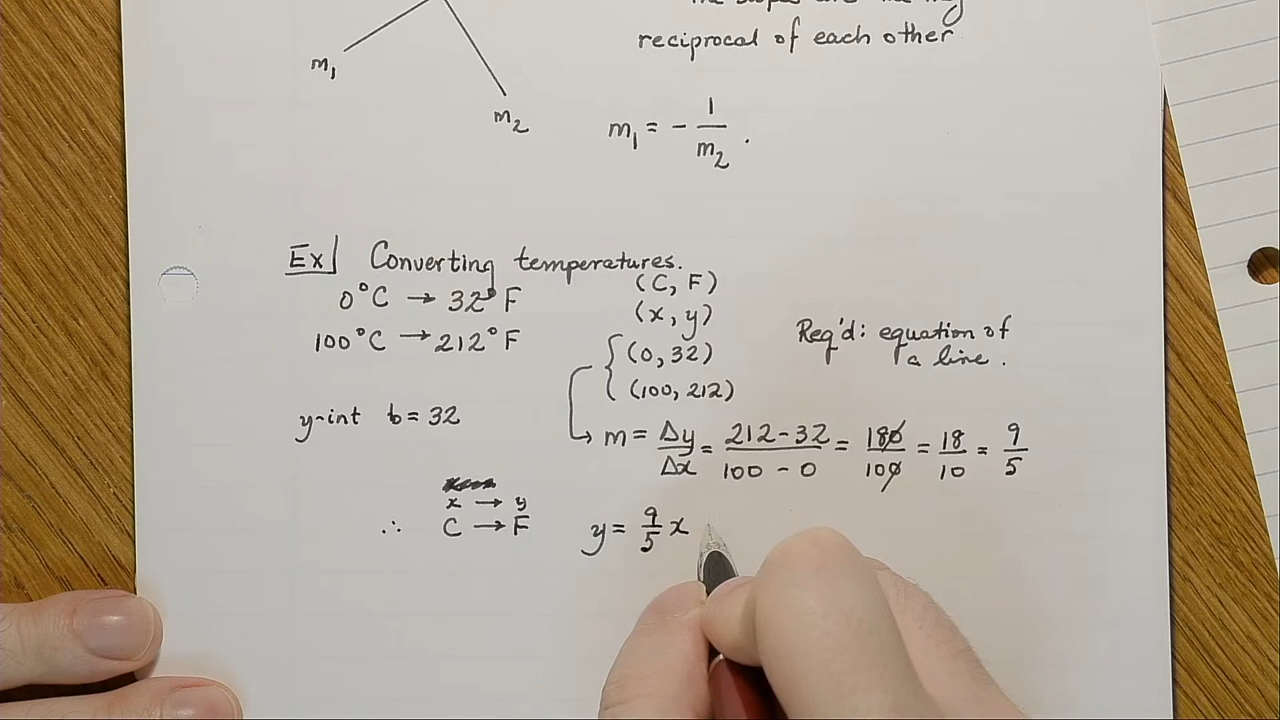 reciprocal of each other
m₁
m₂
m₁ = - 1/m₂ .
Ex] Converting temperatures.
0°C → 32° F
100°C → 212° F
(C, F)
(x, y)
(0, 32)
(100, 212)
Req'd: equation of
a line.
y-int b = 32
m = Δy/Δx = 212-32/100-0 = 180/100 = 18/10 = 9/5
x → y
∴ C → F
y = 9/5 x